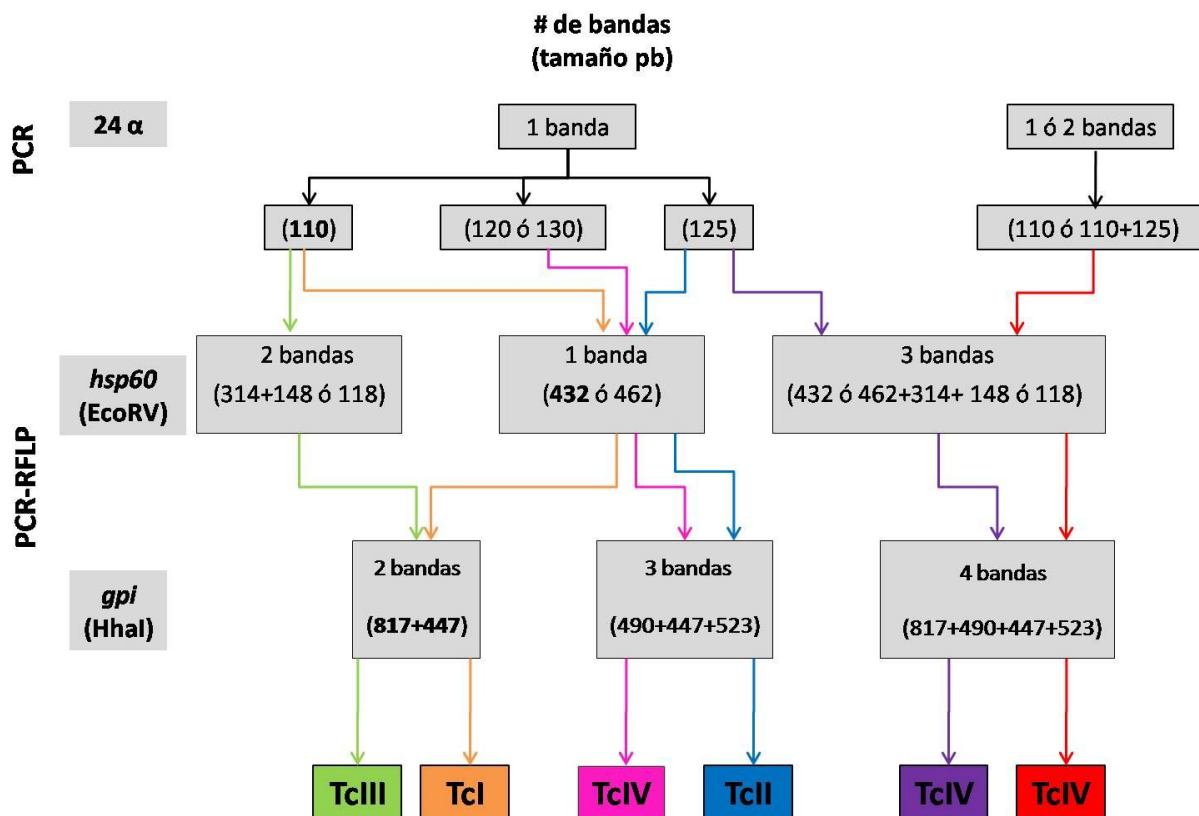 # de bandas
(tamaño pb)
PCR
24 α
1 banda
1 ó 2 bandas
(110)
(120 ó 130)
(125)
(110 ó 110+125)
PCR-RFLP
hsp60
(EcoRV)
2 bandas
(314+148 ó 118)
1 banda
(432 ó 462)
3 bandas
(432 ó 462+314+ 148 ó 118)
gpi
(HhaI)
2 bandas
(817+447)
3 bandas
(490+447+523)
4 bandas
(817+490+447+523)
TcIII
TcI
TcIV
TcII
TcIV
TcIV